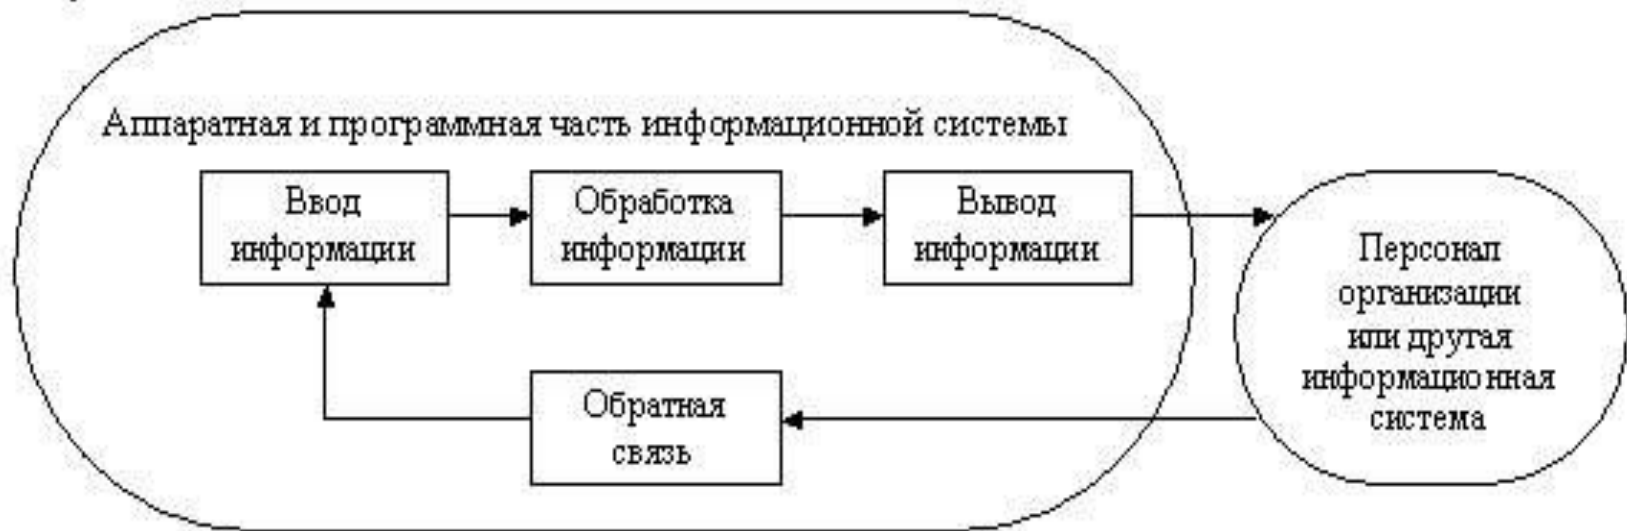 Аппаратная и программная часть информационной системы
Ввод
информации
Обработка
информации
Вывод
информации
Персонал
организации
или другая
информационная
система
Обратная
связь